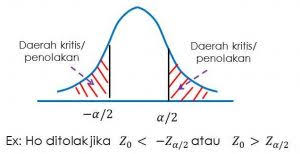 Daerah kritis/
penolakan
Daerah kritis/
penolakan
−α/2
α/2
Ex: Ho ditolak jika Z₀ < −Z_{α/2} atau Z₀ > Z_{α/2}